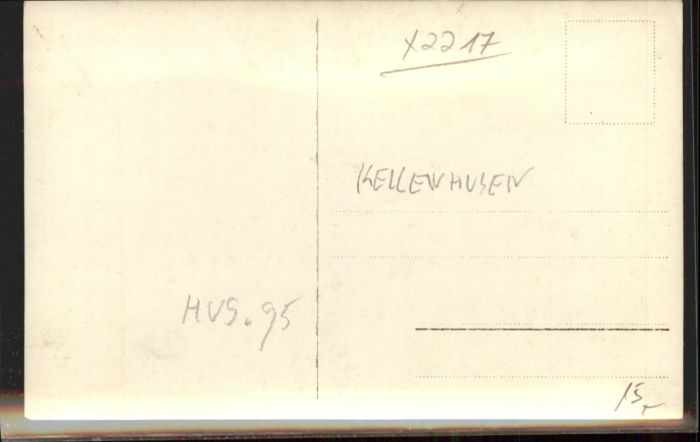 X2217
KELLENHUSEN
HVS. 95
15,-